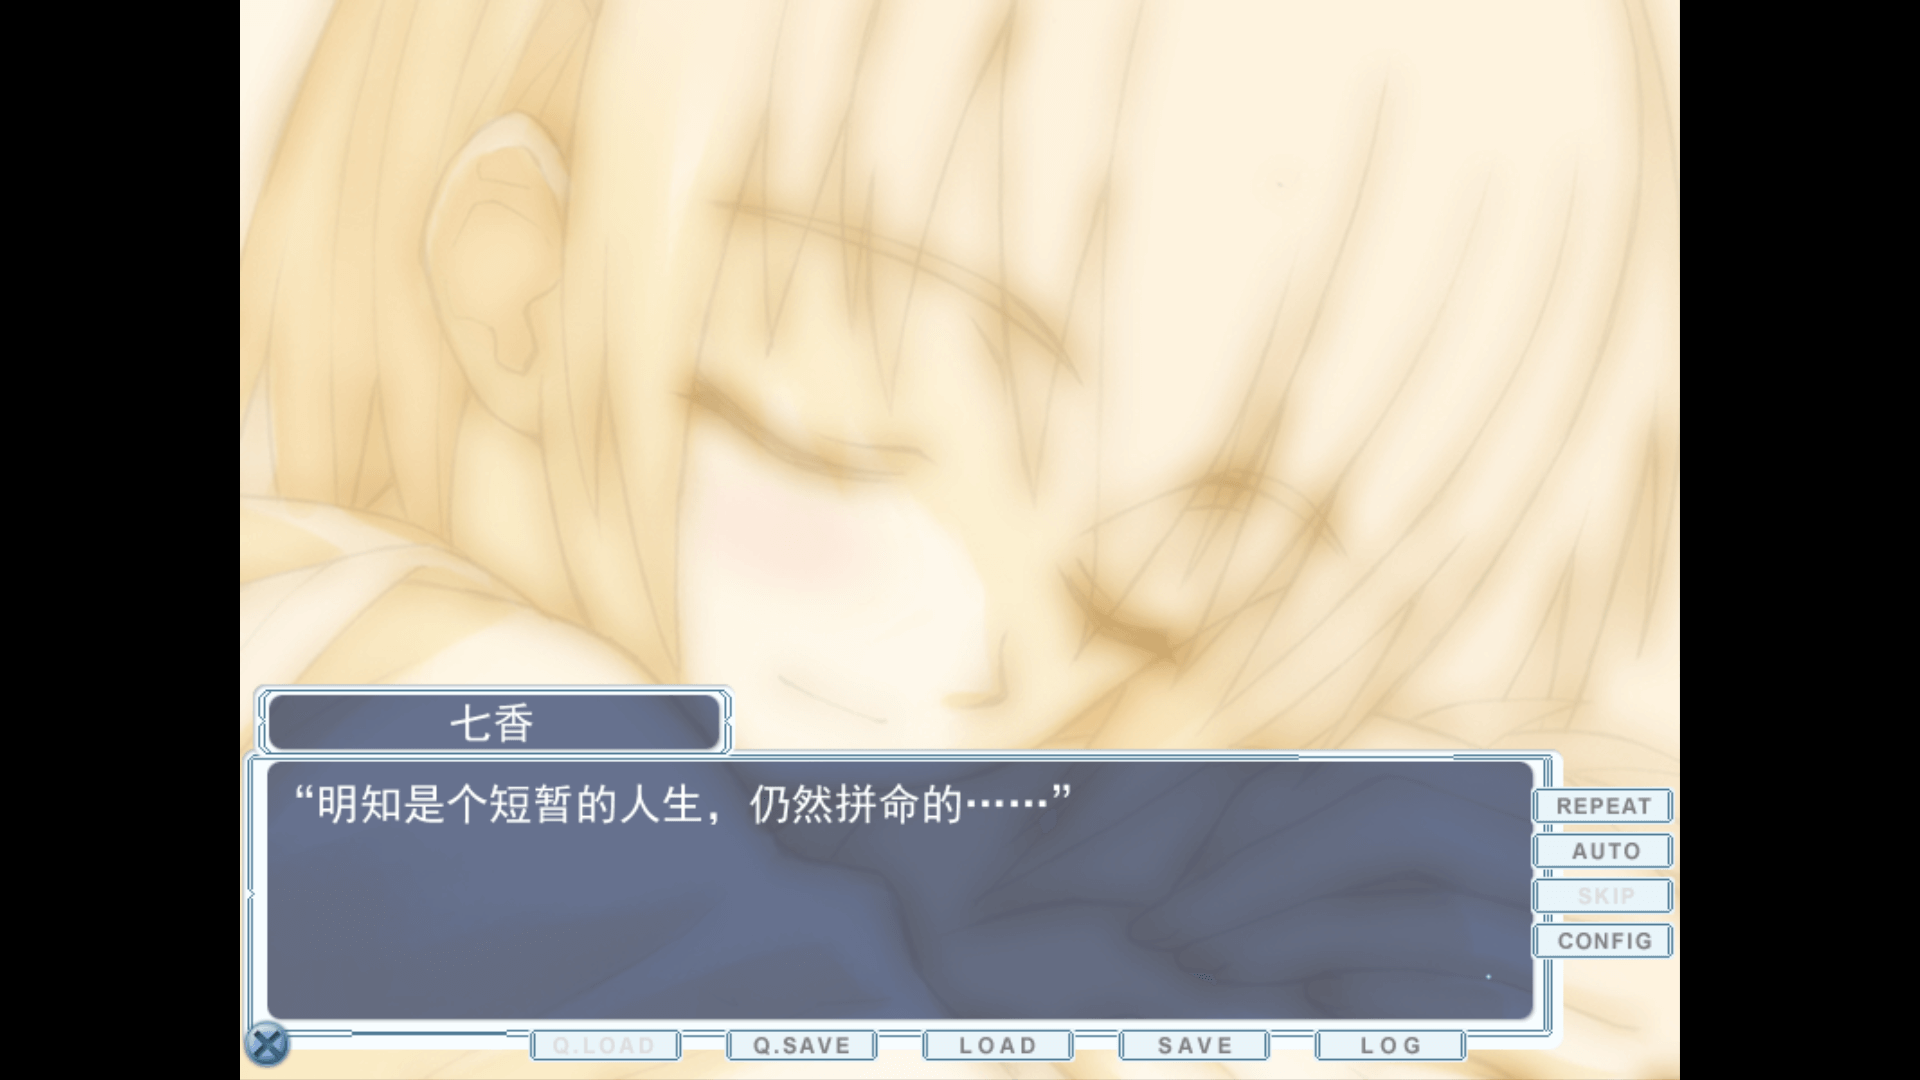 七香
“明知是个短暂的人生，仍然拼命的……”
REPEAT
AUTO
SKIP
CONFIG
Q.LOAD
Q.SAVE
LOAD
SAVE
LOG